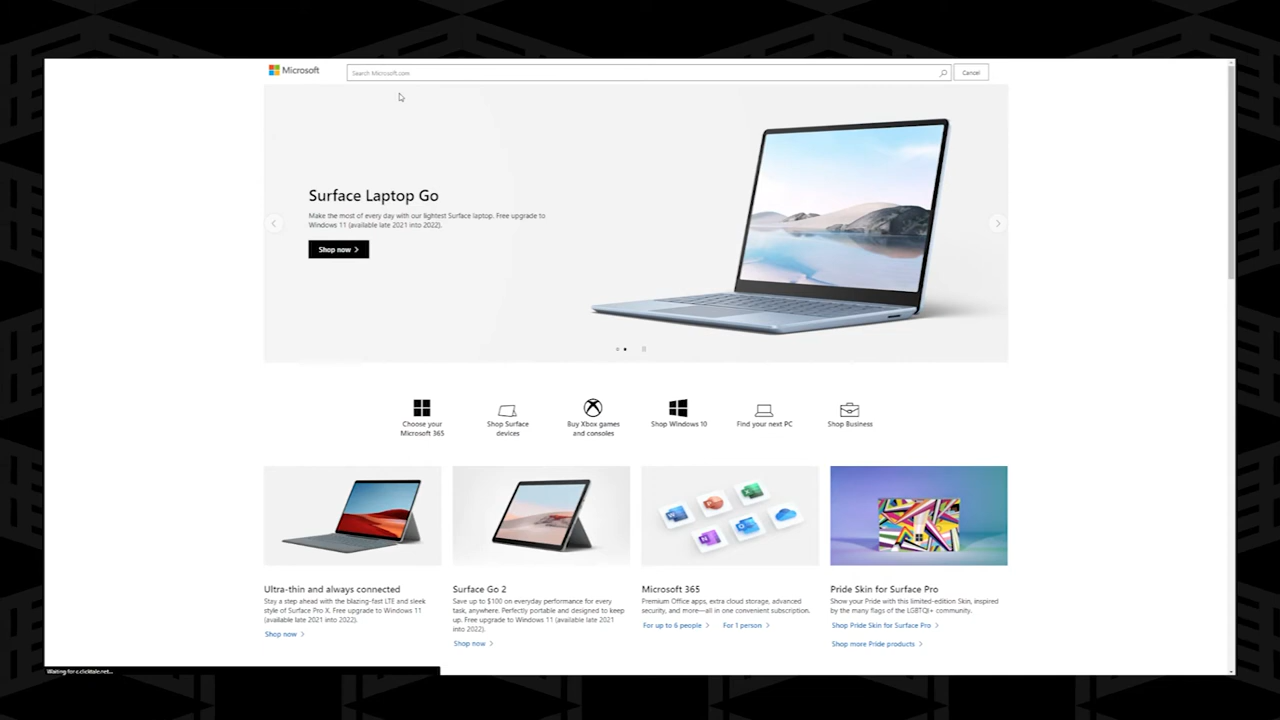 Microsoft
Search Microsoft.com
Cancel
Surface Laptop Go
Make the most of every day with our lightest Surface laptop. Free upgrade to
Windows 11 (available late 2021 into 2022).
Shop now
Choose your
Microsoft 365
Shop Surface
devices
Buy Xbox games
and consoles
Shop Windows 10
Find your next PC
Shop Business
Ultra-thin and always connected
Stay a step ahead with the blazing-fast LTE and sleek
style of Surface Pro X. Free upgrade to Windows 11
(available late 2021 into 2022).
Shop now
Surface Go 2
Save up to $100 on everyday performance for every
task, anywhere. Perfectly portable and designed to keep
up. Free upgrade to Windows 11 (available late 2021
into 2022).
Shop now
Microsoft 365
Premium Office apps, extra cloud storage, advanced
security, and more—all in one convenient subscription.
For up to 6 people
For 1 person
Pride Skin for Surface Pro
Show your Pride with this limited-edition Skin, inspired
by the many flags of the LGBTQI+ community.
Shop Pride Skin for Surface Pro
Shop more Pride products
Waiting for c.clicktale.net...